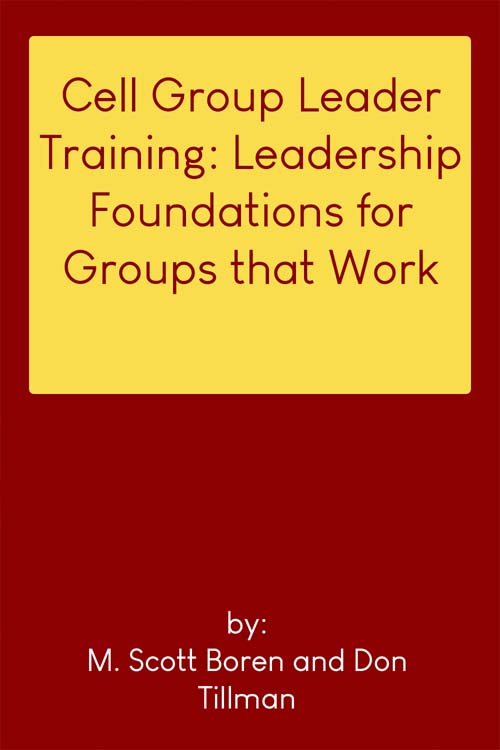 Cell Group Leader
Training: Leadership
Foundations for
Groups that Work
by:
M. Scott Boren and Don
Tillman